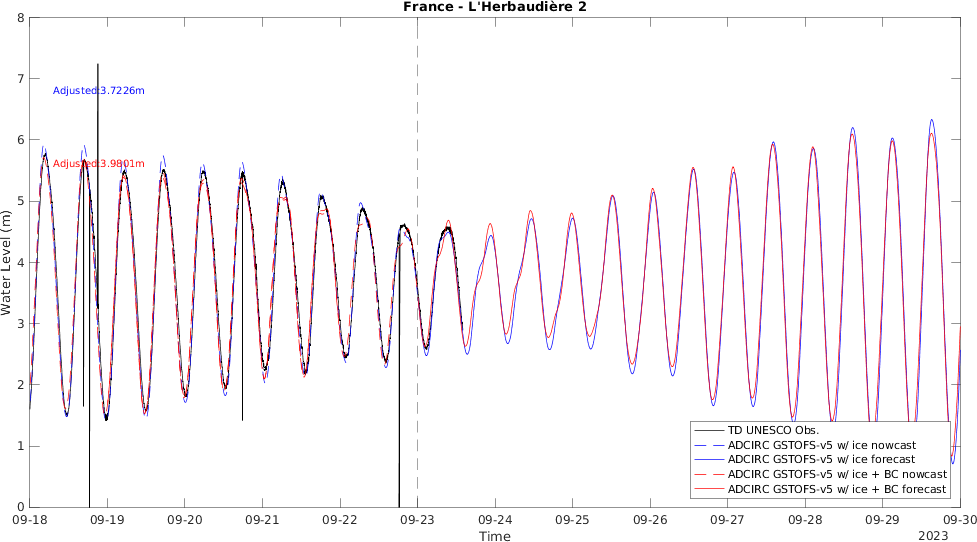 France - L'Herbaudière 2
8
7
6
5
4
3
2
1
0
Water Level (m)
Adjusted:3.7226m
Adjusted:3.9801m
TD UNESCO Obs.
ADCIRC GSTOFS-v5 w/ ice nowcast
ADCIRC GSTOFS-v5 w/ ice forecast
ADCIRC GSTOFS-v5 w/ ice + BC nowcast
ADCIRC GSTOFS-v5 w/ ice + BC forecast
09-18 09-19 09-20 09-21 09-22 09-23 09-24 09-25 09-26 09-27 09-28 09-29 09-30
Time
2023